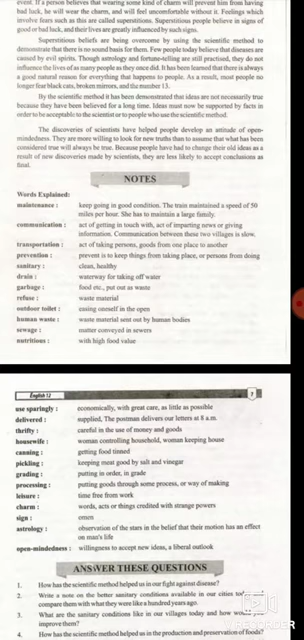 event. If a person believes that wearing some kind of charm will prevent him from having
bad luck, he will wear the charm, and will feel uncomfortable without it. Feelings which
involve fears such as this are called superstitions. Superstitious people believe in signs of
good or bad luck, and their lives are greatly influenced by such signs.
Superstitious beliefs are being overcome by using the scientific method to
demonstrate that there is no sound basis for them. Few people today believe that diseases are
caused by evil spirits. Though astrology and fortune-telling are still practised, they do not
influence the lives of as many people as they once did. It has been learned that there is always
a good natural reason for everything that happens to people. As a result, most people no
longer fear black cats, broken mirrors, and the number 13.
By the scientific method it has been demonstrated that ideas are not necessarily true
because they have been believed for a long time. Ideas must be supported by facts in
order to be acceptable to the scientist or to people who use the scientific method.
The discoveries of scientists have helped people develop an attitude of open-
mindedness. They are more willing to look for new truths than to assume that what has been
considered true will always be true. Because people have had to change their old ideas as a
result of new discoveries made by scientists, they are less likely to accept conclusions as
final.
NOTES
Words Explained:
maintenance : keep going in good condition. The train maintained a speed of 50
miles per hour. She has to maintain a large family.
communication : act of getting in touch with, act of imparting news or giving
information. Communication between these two villages is slow.
transportation : act of taking persons, goods from one place to another
prevention : prevent is to keep things from taking place, or persons from doing
sanitary : clean, healthy
drain : waterway for taking off water
garbage : food etc., put out as waste
refuse : waste material
outdoor toilet : easing oneself in the open
human waste : waste material sent out by human bodies
sewage : matter conveyed in sewers
nutritious : with high food value
English 12
7
use sparingly : economically, with great care, as little as possible
delivered : supplied, The postman delivers our letters at 8 a.m.
thrifty : careful in the use of money and goods
housewife : woman controlling household, woman keeping house
canning : getting food tinned
pickling : keeping meat good by salt and vinegar
grading : putting in order, in grade
processing : putting goods through some process, or way of making
leisure : time free from work
charm : words, acts or things credited with strange powers
sign : omen
astrology : observation of the stars in the belief that their motion has an effect
on man's life
open-mindedness : willingness to accept new ideas, a liberal outlook
ANSWER THESE QUESTIONS
1. How has the scientific method helped us in our fight against disease?
2. Write a note on the better sanitary conditions available in our cities
compare them with what they were like a hundred years ago.
3. What are the sanitary conditions like in our villages today and how
improve them?
4. How has the scientific method helped us in the production and preservation of foods?
RECORDER